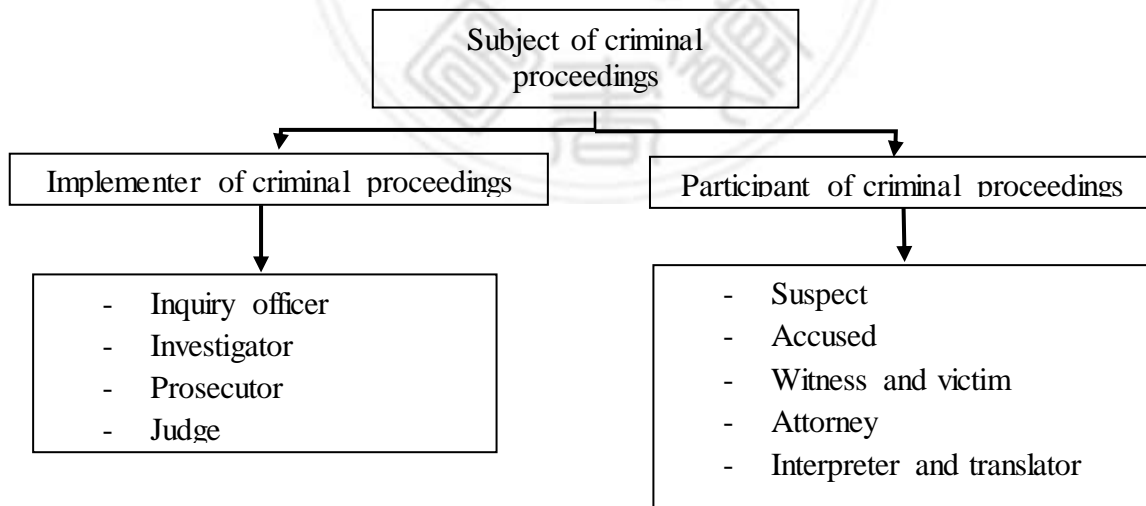 Subject of criminal
proceedings
Implementer of criminal proceedings
Participant of criminal proceedings
- Inquiry officer
- Investigator
- Prosecutor
- Judge
- Suspect
- Accused
- Witness and victim
- Attorney
- Interpreter and translator